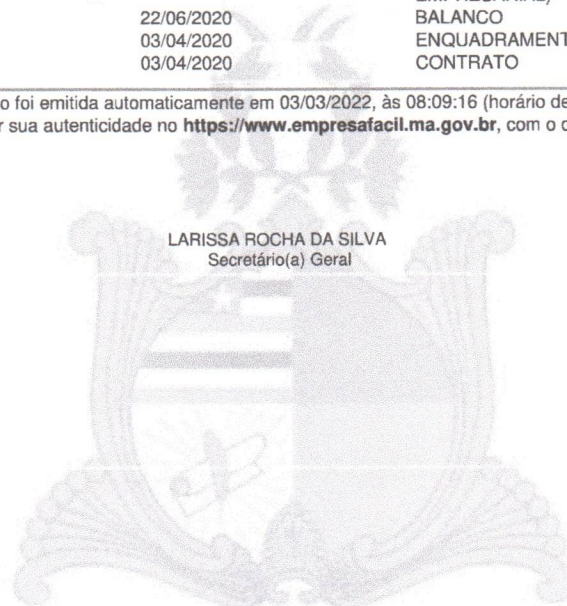 22/06/2020 BALANCO
03/04/2020 ENQUADRAMENT
03/04/2020 CONTRATO
o foi emitida automaticamente em 03/03/2022, às 08:09:16 (horário de
r sua autenticidade no https://www.empresafacil.ma.gov.br, com o c
LARISSA ROCHA DA SILVA
Secretário(a) Geral